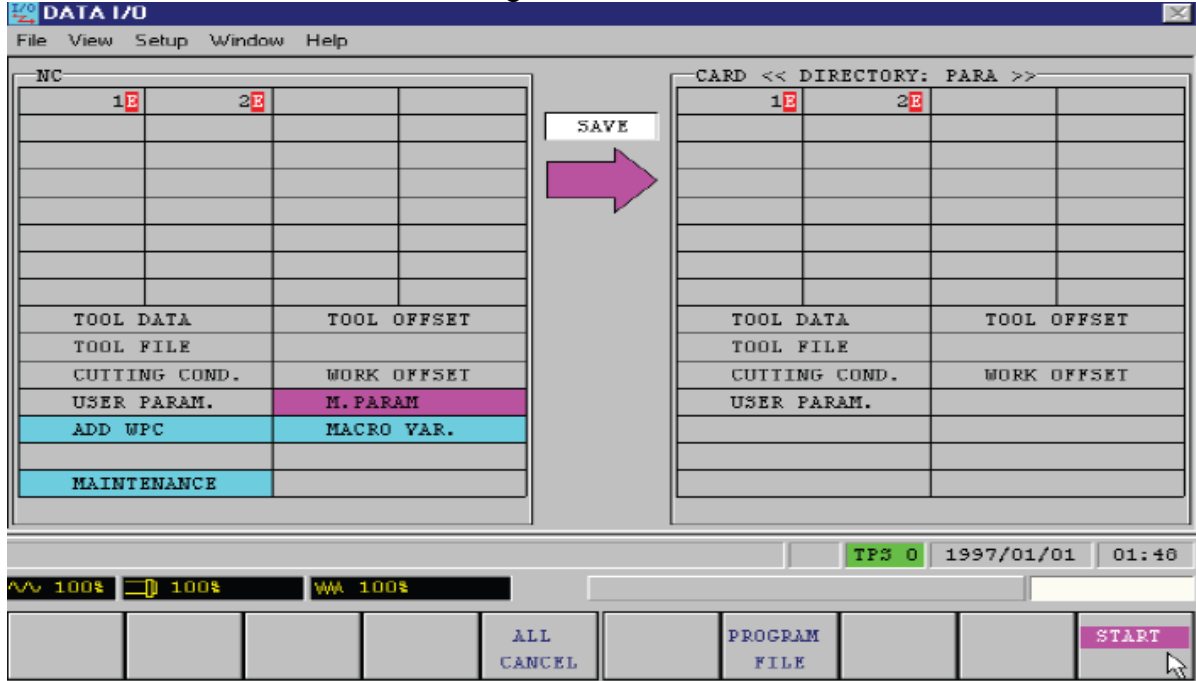 I/O DATA I/O
File View Setup Window Help
NC
1E 2E
TOOL DATA TOOL OFFSET
TOOL FILE
CUTTING COND. WORK OFFSET
USER PARAM. M.PARAM
ADD WPC MACRO VAR.
MAINTENANCE
SAVE
CARD << DIRECTORY: PARA >>
1E 2E
TOOL DATA TOOL OFFSET
TOOL FILE
CUTTING COND. WORK OFFSET
USER PARAM.
TPS 0 1997/01/01 01:48
100% 100% 100%
ALL CANCEL PROGRAM FILE START